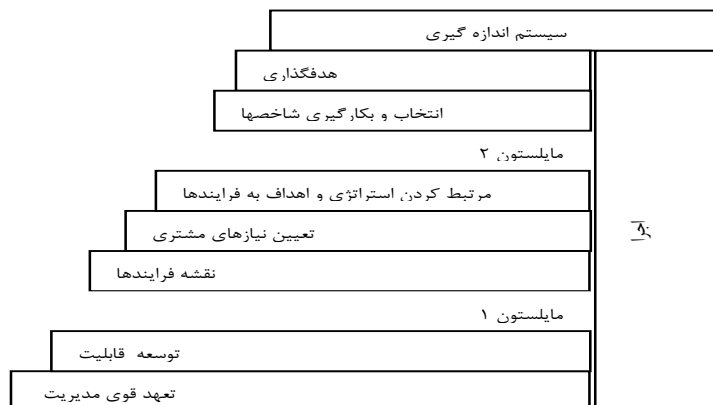 سیستم اندازه گیری
هدفگذاری
انتخاب و بکارگیری شاخصها
مایلستون ۲
مرتبط کردن استراتژی و اهداف به فرایندها
تعیین نیازهای مشتری
نقشه فرایندها
اجرا
مایلستون ۱
توسعه قابلیت
تعهد قوی مدیریت